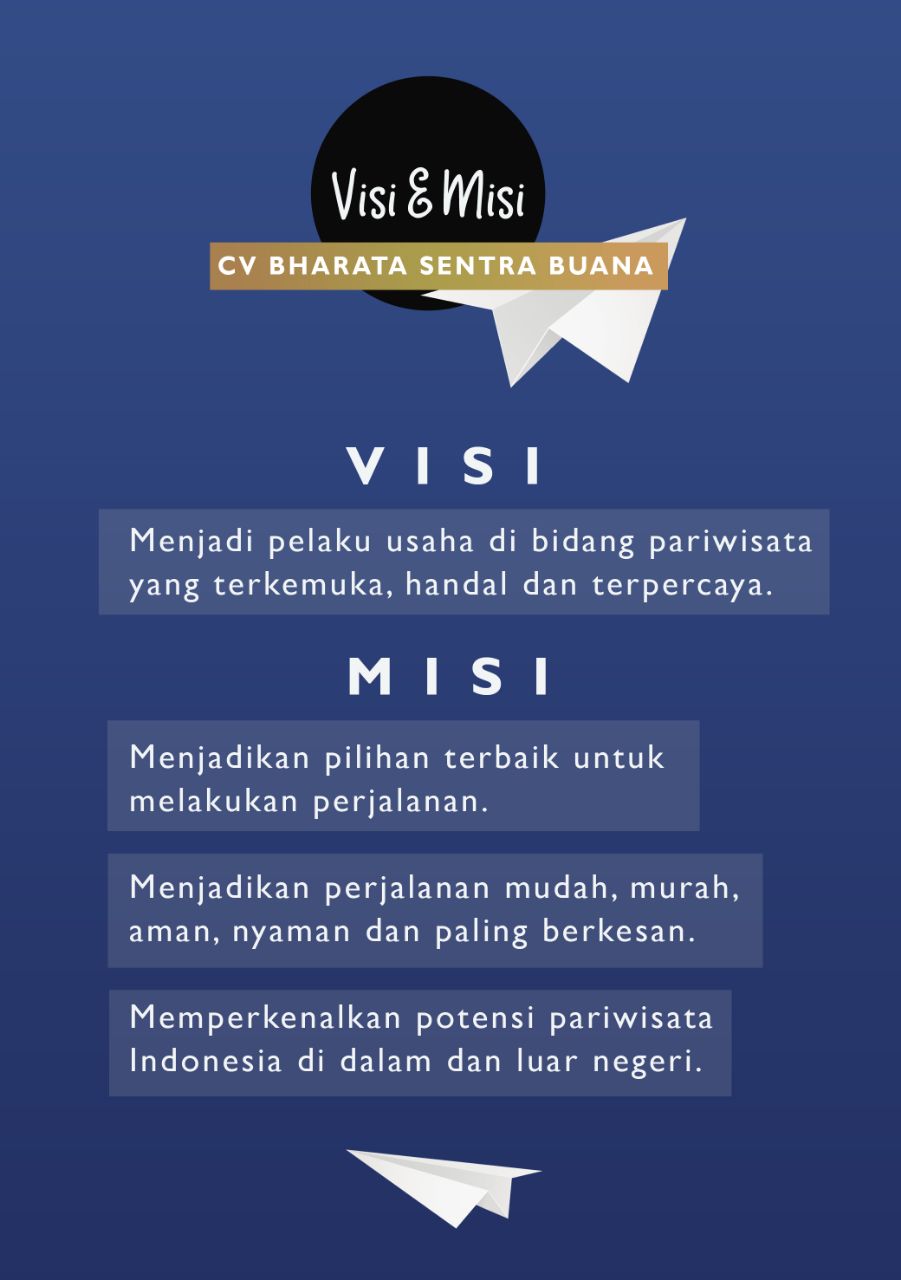 Visi & Misi
CV BHARATA SENTRA BUANA
VISI
Menjadi pelaku usaha di bidang pariwisata
yang terkemuka, handal dan terpercaya.
MISI
Menjadikan pilihan terbaik untuk
melakukan perjalanan.
Menjadikan perjalanan mudah, murah,
aman, nyaman dan paling berkesan.
Memperkenalkan potensi pariwisata
Indonesia di dalam dan luar negeri.